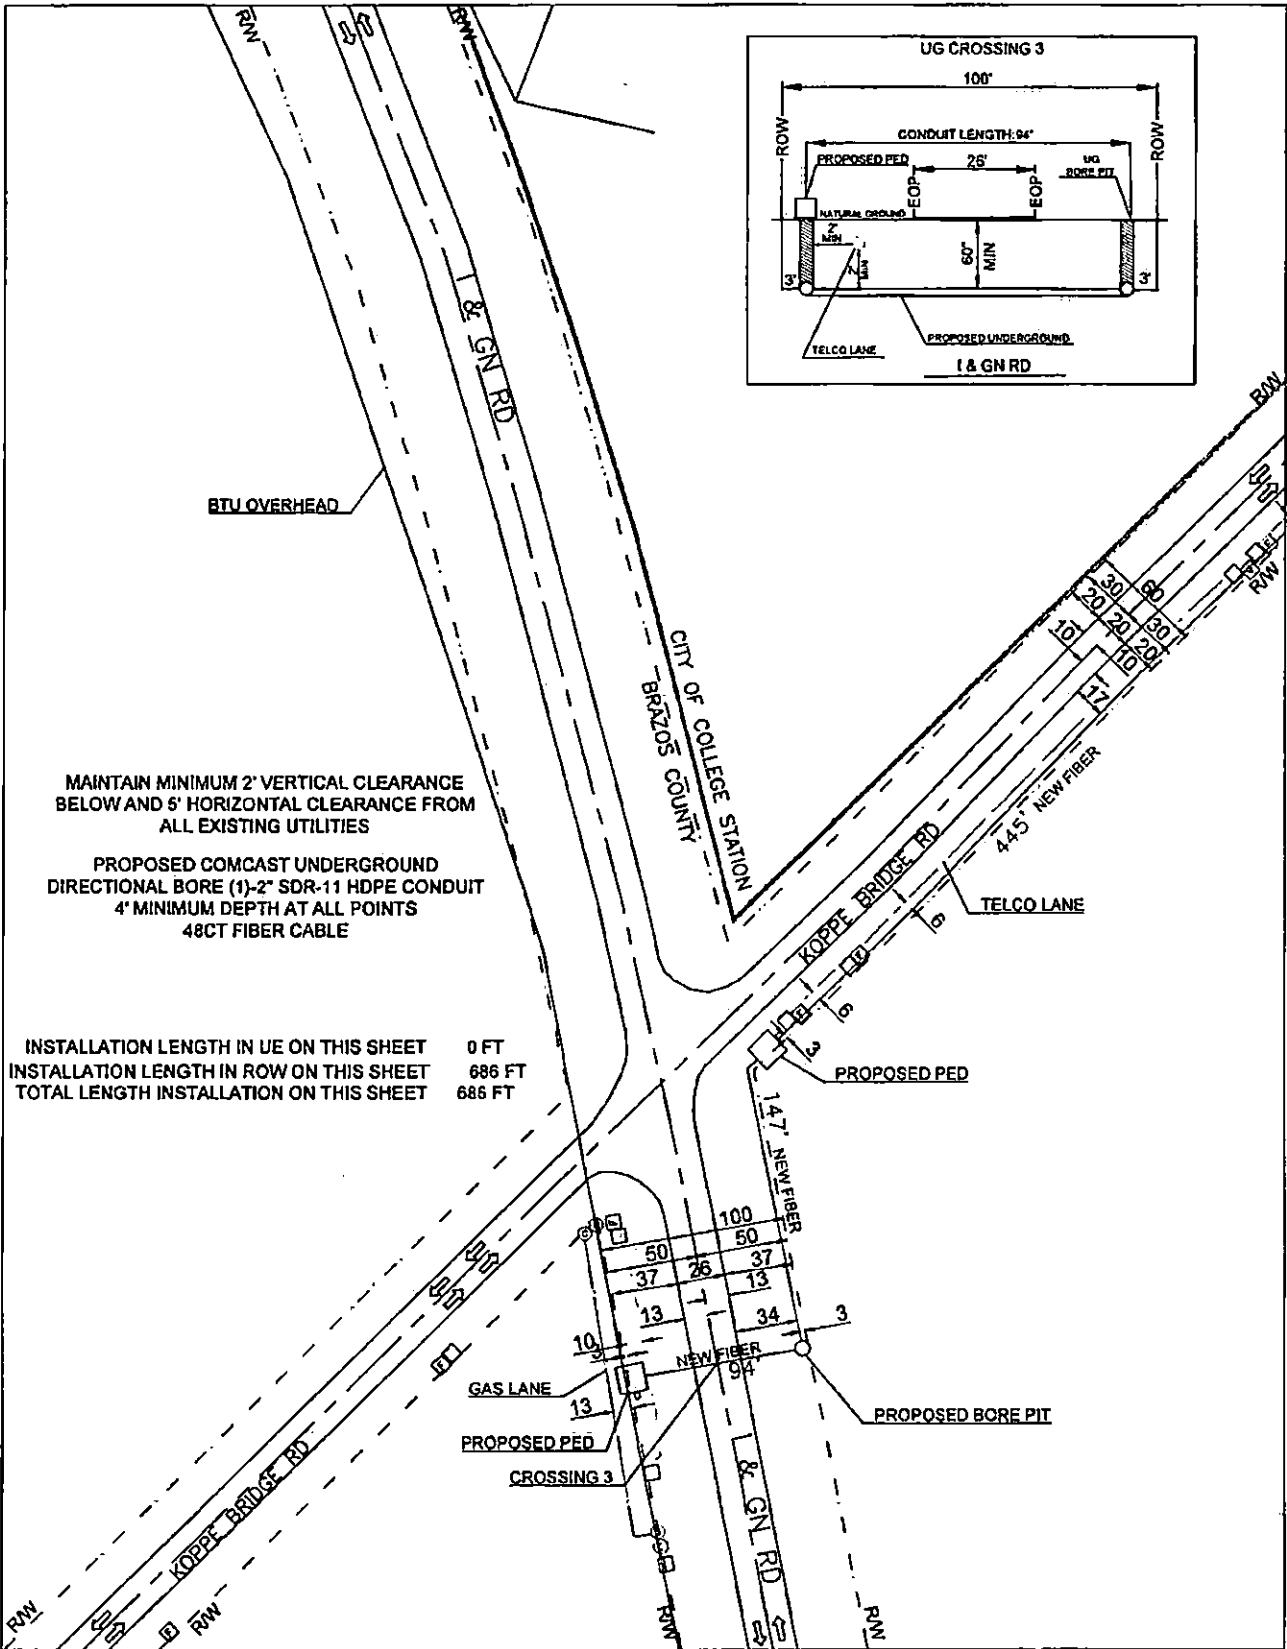 R/W
R/W
UG CROSSING 3
100'
ROW
ROW
CONDUIT LENGTH:94'
PROPOSED PED
26'
UG
BORE PIT
EOP
EOP
NATURAL GROUND
2'
MIN
60"
MIN
2'
MIN
3'
3'
TELCO LANE
PROPOSED UNDERGROUND
I & GN RD
I & GN RD
R/W
BTU OVERHEAD
R/W
30
60
20
30
20
20
10
10
17
CITY OF COLLEGE STATION
BRAZOS COUNTY
445' NEW FIBER
MAINTAIN MINIMUM 2' VERTICAL CLEARANCE
BELOW AND 5' HORIZONTAL CLEARANCE FROM
ALL EXISTING UTILITIES
PROPOSED COMCAST UNDERGROUND
DIRECTIONAL BORE (1)-2" SDR-11 HDPE CONDUIT
4' MINIMUM DEPTH AT ALL POINTS
48CT FIBER CABLE
KOPPE BRIDGE RD
TELCO LANE
6
6
3
INSTALLATION LENGTH IN UE ON THIS SHEET 0 FT
INSTALLATION LENGTH IN ROW ON THIS SHEET 686 FT
TOTAL LENGTH INSTALLATION ON THIS SHEET 686 FT
PROPOSED PED
147' NEW FIBER
100
50
50
37
26
37
13
13
34
3
10
3
NEW FIBER
94'
GAS LANE
13
PROPOSED BORE PIT
PROPOSED PED
CROSSING 3
KOPPE BRIDGE RD
I & GN RD
R/W
R/W
R/W
R/W